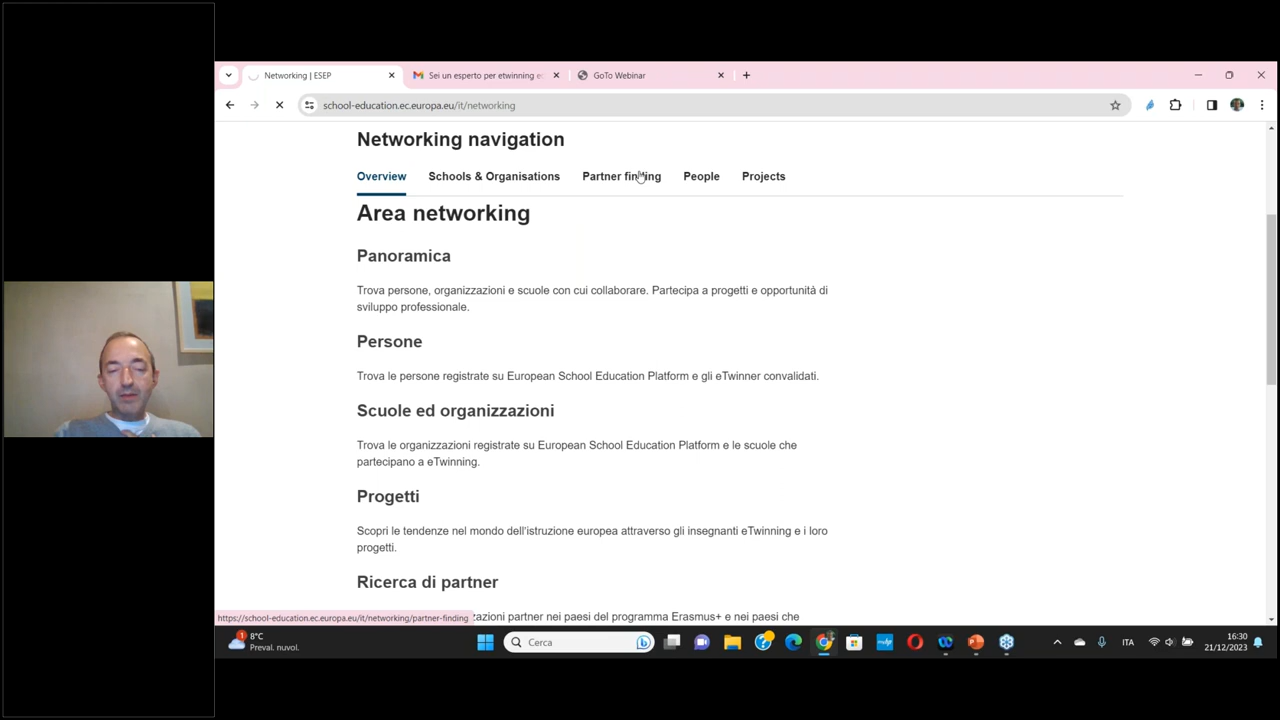 Networking | ESEP
Sei un esperto per etwinning e
GoTo Webinar
school-education.ec.europa.eu/it/networking
Networking navigation
Overview
Schools & Organisations
Partner finding
People
Projects
Area networking
Panoramica
Trova persone, organizzazioni e scuole con cui collaborare. Partecipa a progetti e opportunità di
sviluppo professionale.
Persone
Trova le persone registrate su European School Education Platform e gli eTwinner convalidati.
Scuole ed organizzazioni
Trova le organizzazioni registrate su European School Education Platform e le scuole che
partecipano a eTwinning.
Progetti
Scopri le tendenze nel mondo dell'istruzione europea attraverso gli insegnanti eTwinning e i loro
progetti.
Ricerca di partner
zazioni partner nei paesi del programma Erasmus+ e nei paesi che
https://school-education.ec.europa.eu/it/networking/partner-finding
1
8°C
Preval. nuvol.
Cerca
ITA
16:30
21/12/2023